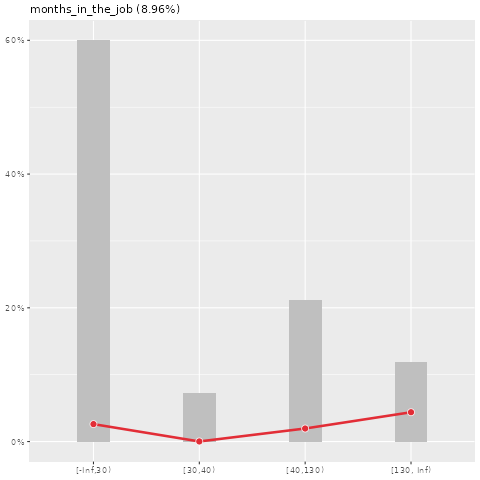 months_in_the_job (8.96%)
60%
40%
20%
0%
[-Inf,30) [30,40) [40,130) [130, Inf)